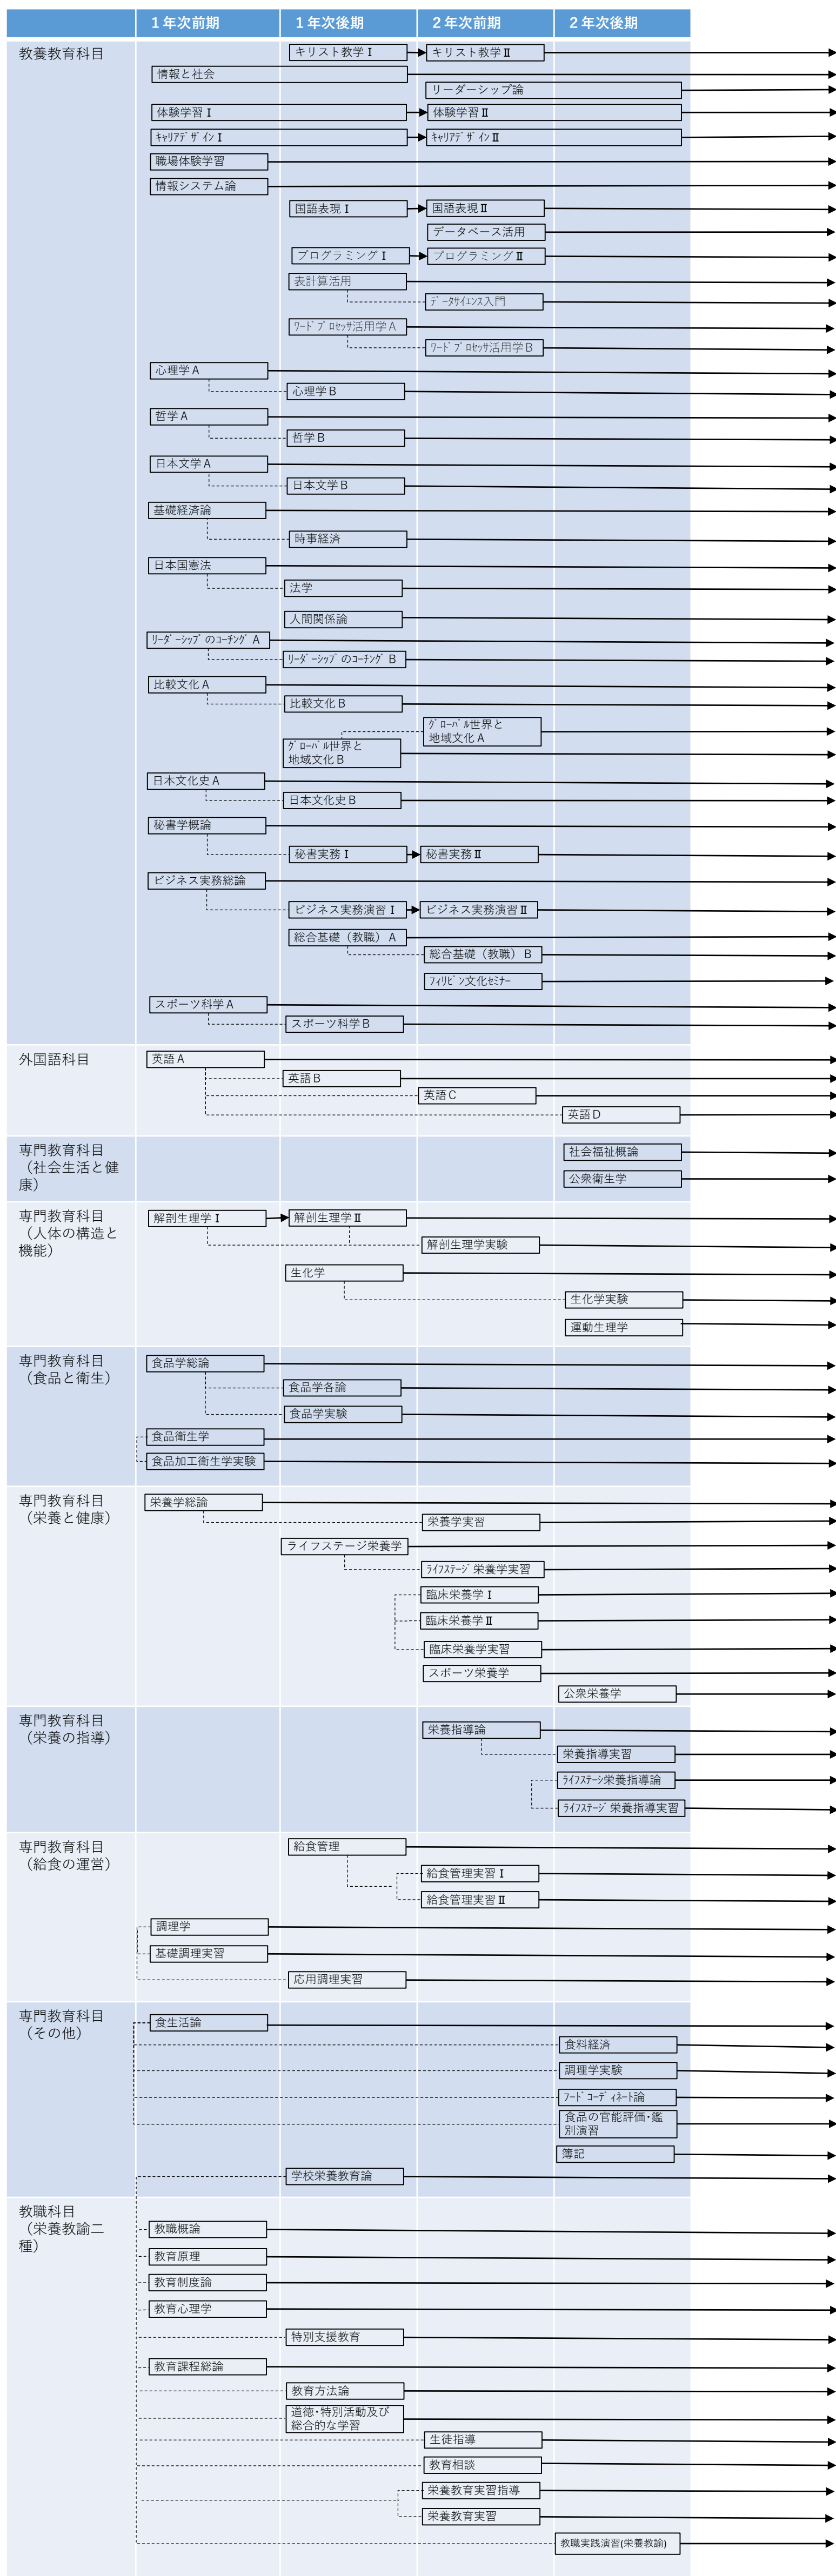 １年次前期 １年次後期 ２年次前期 ２年次後期
教養教育科目
キリスト教学Ⅰ キリスト教学Ⅱ
情報と社会
リーダーシップ論
体験学習Ⅰ 体験学習Ⅱ
ｷｬﾘｱﾃﾞｻﾞｲﾝⅠ ｷｬﾘｱﾃﾞｻﾞｲﾝⅡ
職場体験学習
情報システム論
国語表現Ⅰ 国語表現Ⅱ
データベース活用
プログラミングⅠ プログラミングⅡ
表計算活用
ﾃﾞｰﾀｻｲｴﾝｽ入門
ﾜｰﾄﾞﾌﾟﾛｾｯｻ活用学Ａ
ﾜｰﾄﾞﾌﾟﾛｾｯｻ活用学Ｂ
心理学Ａ
心理学Ｂ
哲学Ａ
哲学Ｂ
日本文学Ａ
日本文学Ｂ
基礎経済論
時事経済
日本国憲法
法学
人間関係論
ﾘｰﾀﾞｰｼｯﾌﾟのｺｰﾁﾝｸﾞＡ
ﾘｰﾀﾞｰｼｯﾌﾟのｺｰﾁﾝｸﾞＢ
比較文化Ａ
比較文化Ｂ
ｸﾞﾛｰﾊﾞﾙ世界と
地域文化Ａ
ｸﾞﾛｰﾊﾞﾙ世界と
地域文化Ｂ
日本文化史Ａ
日本文化史Ｂ
秘書学概論
秘書実務Ⅰ 秘書実務Ⅱ
ビジネス実務総論
ビジネス実務演習Ⅰ ビジネス実務演習Ⅱ
総合基礎（教職）Ａ
総合基礎（教職）Ｂ
ﾌｨﾘﾋﾟﾝ文化ｾﾐﾅｰ
スポーツ科学Ａ
スポーツ科学Ｂ
外国語科目
英語Ａ
英語Ｂ
英語Ｃ
英語Ｄ
専門教育科目
（社会生活と健
康）
社会福祉概論
公衆衛生学
専門教育科目
（人体の構造と
機能）
解剖生理学Ⅰ 解剖生理学Ⅱ
解剖生理学実験
生化学
生化学実験
運動生理学
専門教育科目
（食品と衛生）
食品学総論
食品学各論
食品学実験
食品衛生学
食品加工衛生学実験
専門教育科目
（栄養と健康）
栄養学総論
栄養学実習
ライフステージ栄養学
ﾗｲﾌｽﾃｰｼﾞ栄養学実習
臨床栄養学Ⅰ
臨床栄養学Ⅱ
臨床栄養学実習
スポーツ栄養学
公衆栄養学
専門教育科目
（栄養の指導）
栄養指導論
栄養指導実習
ﾗｲﾌｽﾃｰｼﾞ栄養指導論
ﾗｲﾌｽﾃｰｼﾞ栄養指導実習
専門教育科目
（給食の運営）
給食管理
給食管理実習Ⅰ
給食管理実習Ⅱ
調理学
基礎調理実習
応用調理実習
専門教育科目
（その他）
食生活論
食料経済
調理学実験
ﾌｰﾄﾞｺｰﾃﾞｨﾈｰﾄ論
食品の官能評価･鑑
別演習
簿記
学校栄養教育論
教職科目
（栄養教諭二
種）
教職概論
教育原理
教育制度論
教育心理学
特別支援教育
教育課程総論
教育方法論
道徳･特別活動及び
総合的な学習
生徒指導
教育相談
栄養教育実習指導
栄養教育実習
教職実践演習(栄養教諭)